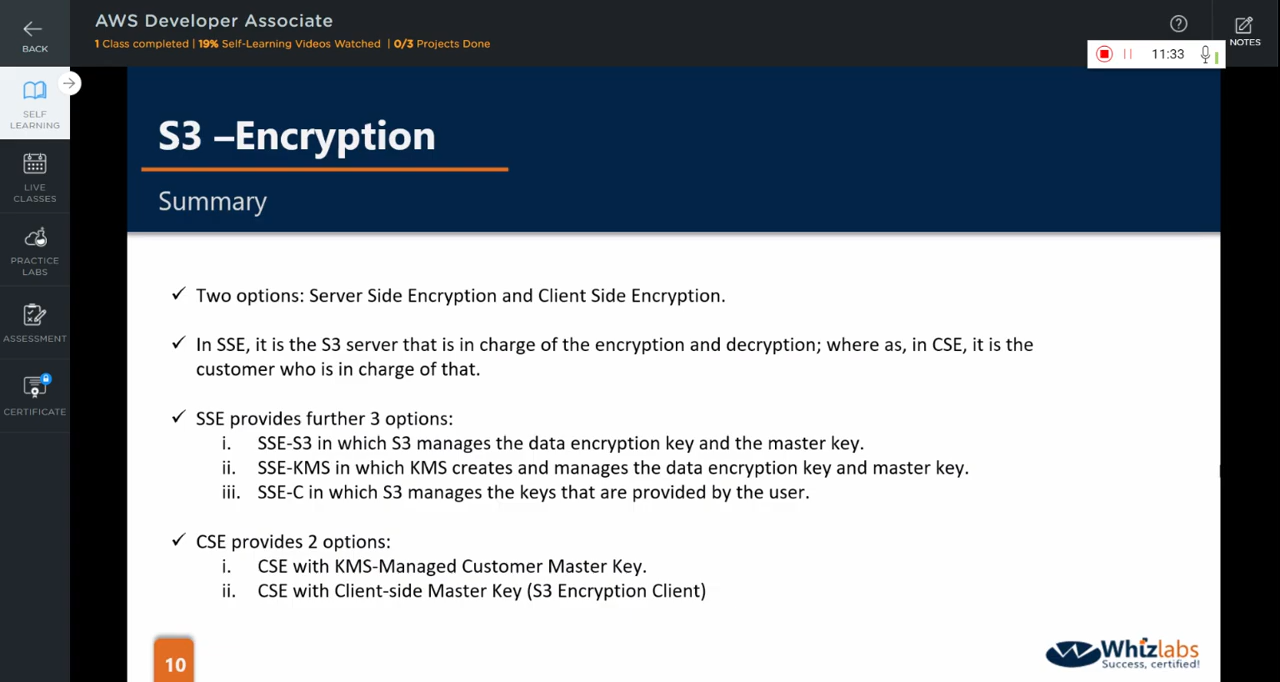 AWS Developer Associate
1 Class completed | 19% Self-Learning Videos Watched | 0/3 Projects Done
BACK
NOTES
11:33
SELF
LEARNING
LIVE
CLASSES
PRACTICE
LABS
ASSESSMENT
CERTIFICATE
S3 –Encryption
Summary
✓ Two options: Server Side Encryption and Client Side Encryption.
✓ In SSE, it is the S3 server that is in charge of the encryption and decryption; where as, in CSE, it is the
customer who is in charge of that.
✓ SSE provides further 3 options:
i. SSE-S3 in which S3 manages the data encryption key and the master key.
ii. SSE-KMS in which KMS creates and manages the data encryption key and master key.
iii. SSE-C in which S3 manages the keys that are provided by the user.
✓ CSE provides 2 options:
i. CSE with KMS-Managed Customer Master Key.
ii. CSE with Client-side Master Key (S3 Encryption Client)
10
Whizlabs
Success, certified!